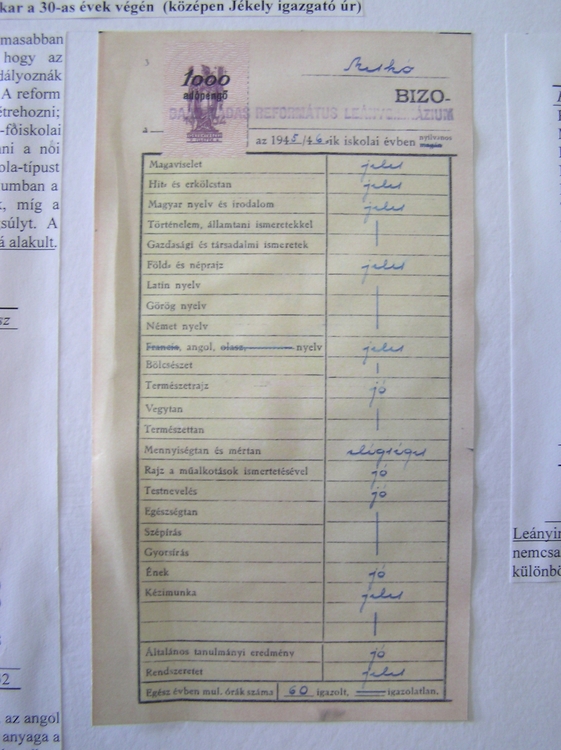 kar a 30-as évek végén (középen Jékely igazgató úr)
masabban
hogy az
dályoznák
A reform
étrehozni;
-főiskolai
ani a női
ola-típust
umban a
k, míg a
súlyt. A
á alakult.
sz
1000
adópengő
BIZO-
REFORMÁTUS LEÁNYGIMNÁZIUM
a
az 1945/46-ik iskolai évben nyilvános magán
Magaviselet jeles
Hit- és erkölcstan jeles
Magyar nyelv és irodalom jeles
Történelem, államtani ismeretekkel
Gazdasági és társadalmi ismeretek
Föld- és néprajz jeles
Latin nyelv
Görög nyelv
Német nyelv
Francia, angol, olasz, nyelv jeles
Bölcsészet
Természetrajz jó
Vegytan
Természettan
Mennyiségtan és mértan elégséges
Rajz a műalkotások ismertetésével jó
Testnevelés jó
Egészségtan
Szépírás
Gyorsírás
Ének jó
Kézimunka jeles
Általános tanulmányi eredmény jó
Rendszeretet jeles
Egész évben mul. órák száma 60 igazolt, igazolatlan.
az angol
anyaga a
Leányin
nemcsa
különbö